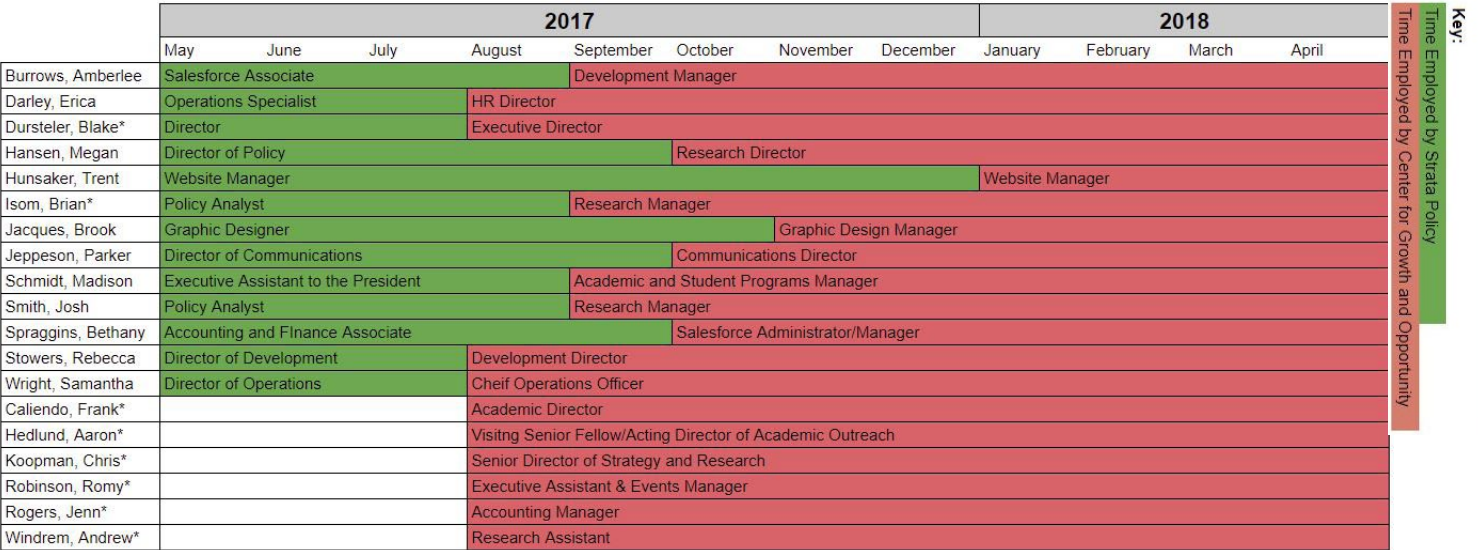 2017 2018
May June July August September October November December January February March April
Burrows, Amberlee Salesforce Associate Development Manager
Darley, Erica Operations Specialist HR Director
Dursteler, Blake* Director Executive Director
Hansen, Megan Director of Policy Research Director
Hunsaker, Trent Website Manager Website Manager
Isom, Brian* Policy Analyst Research Manager
Jacques, Brook Graphic Designer Graphic Design Manager
Jeppeson, Parker Director of Communications Communications Director
Schmidt, Madison Executive Assistant to the President Academic and Student Programs Manager
Smith, Josh Policy Analyst Research Manager
Spraggins, Bethany Accounting and FInance Associate Salesforce Administrator/Manager
Stowers, Rebecca Director of Development Development Director
Wright, Samantha Director of Operations Cheif Operations Officer
Caliendo, Frank* Academic Director
Hedlund, Aaron* Visitng Senior Fellow/Acting Director of Academic Outreach
Koopman, Chris* Senior Director of Strategy and Research
Robinson, Romy* Executive Assistant & Events Manager
Rogers, Jenn* Accounting Manager
Windrem, Andrew* Research Assistant
Key:
Time Employed by Strata Policy
Time Employed by Center for Growth and Opportunity